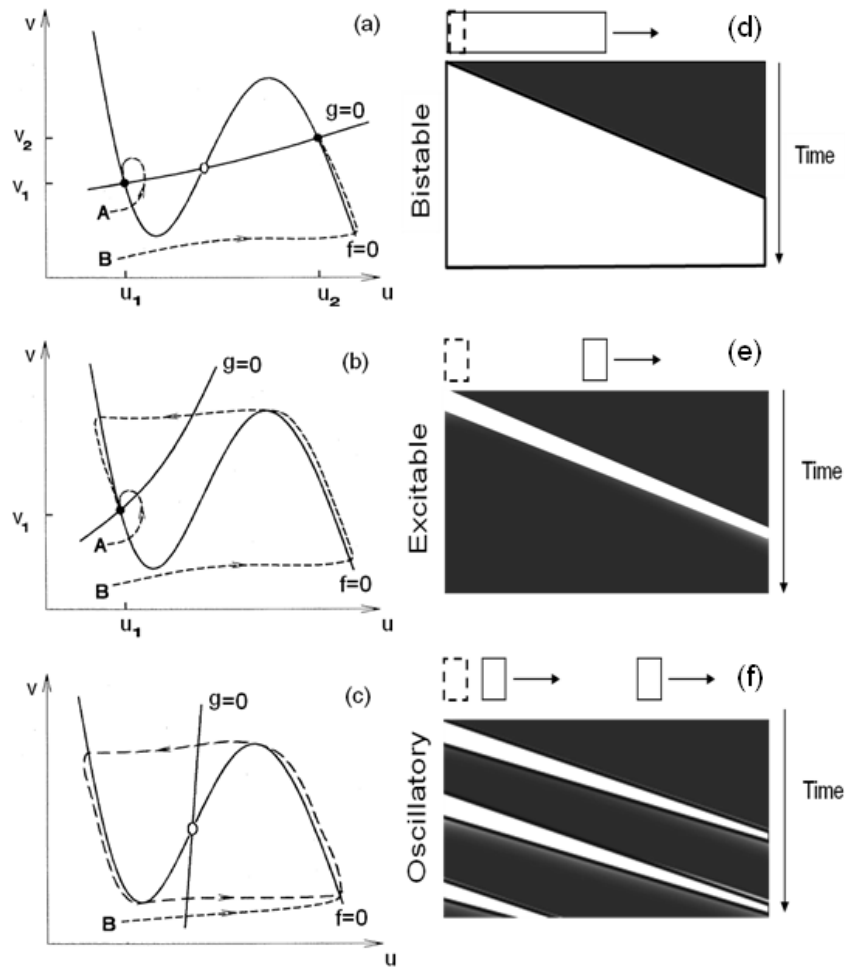 v
(a)
g=0
v2
v1
A
B
f=0
u1
u2
u
(d)
Bistable
Time
v
(b)
g=0
v1
A
B
f=0
u1
u
(e)
Excitable
Time
v
(c)
g=0
B
f=0
u
(f)
Oscillatory
Time